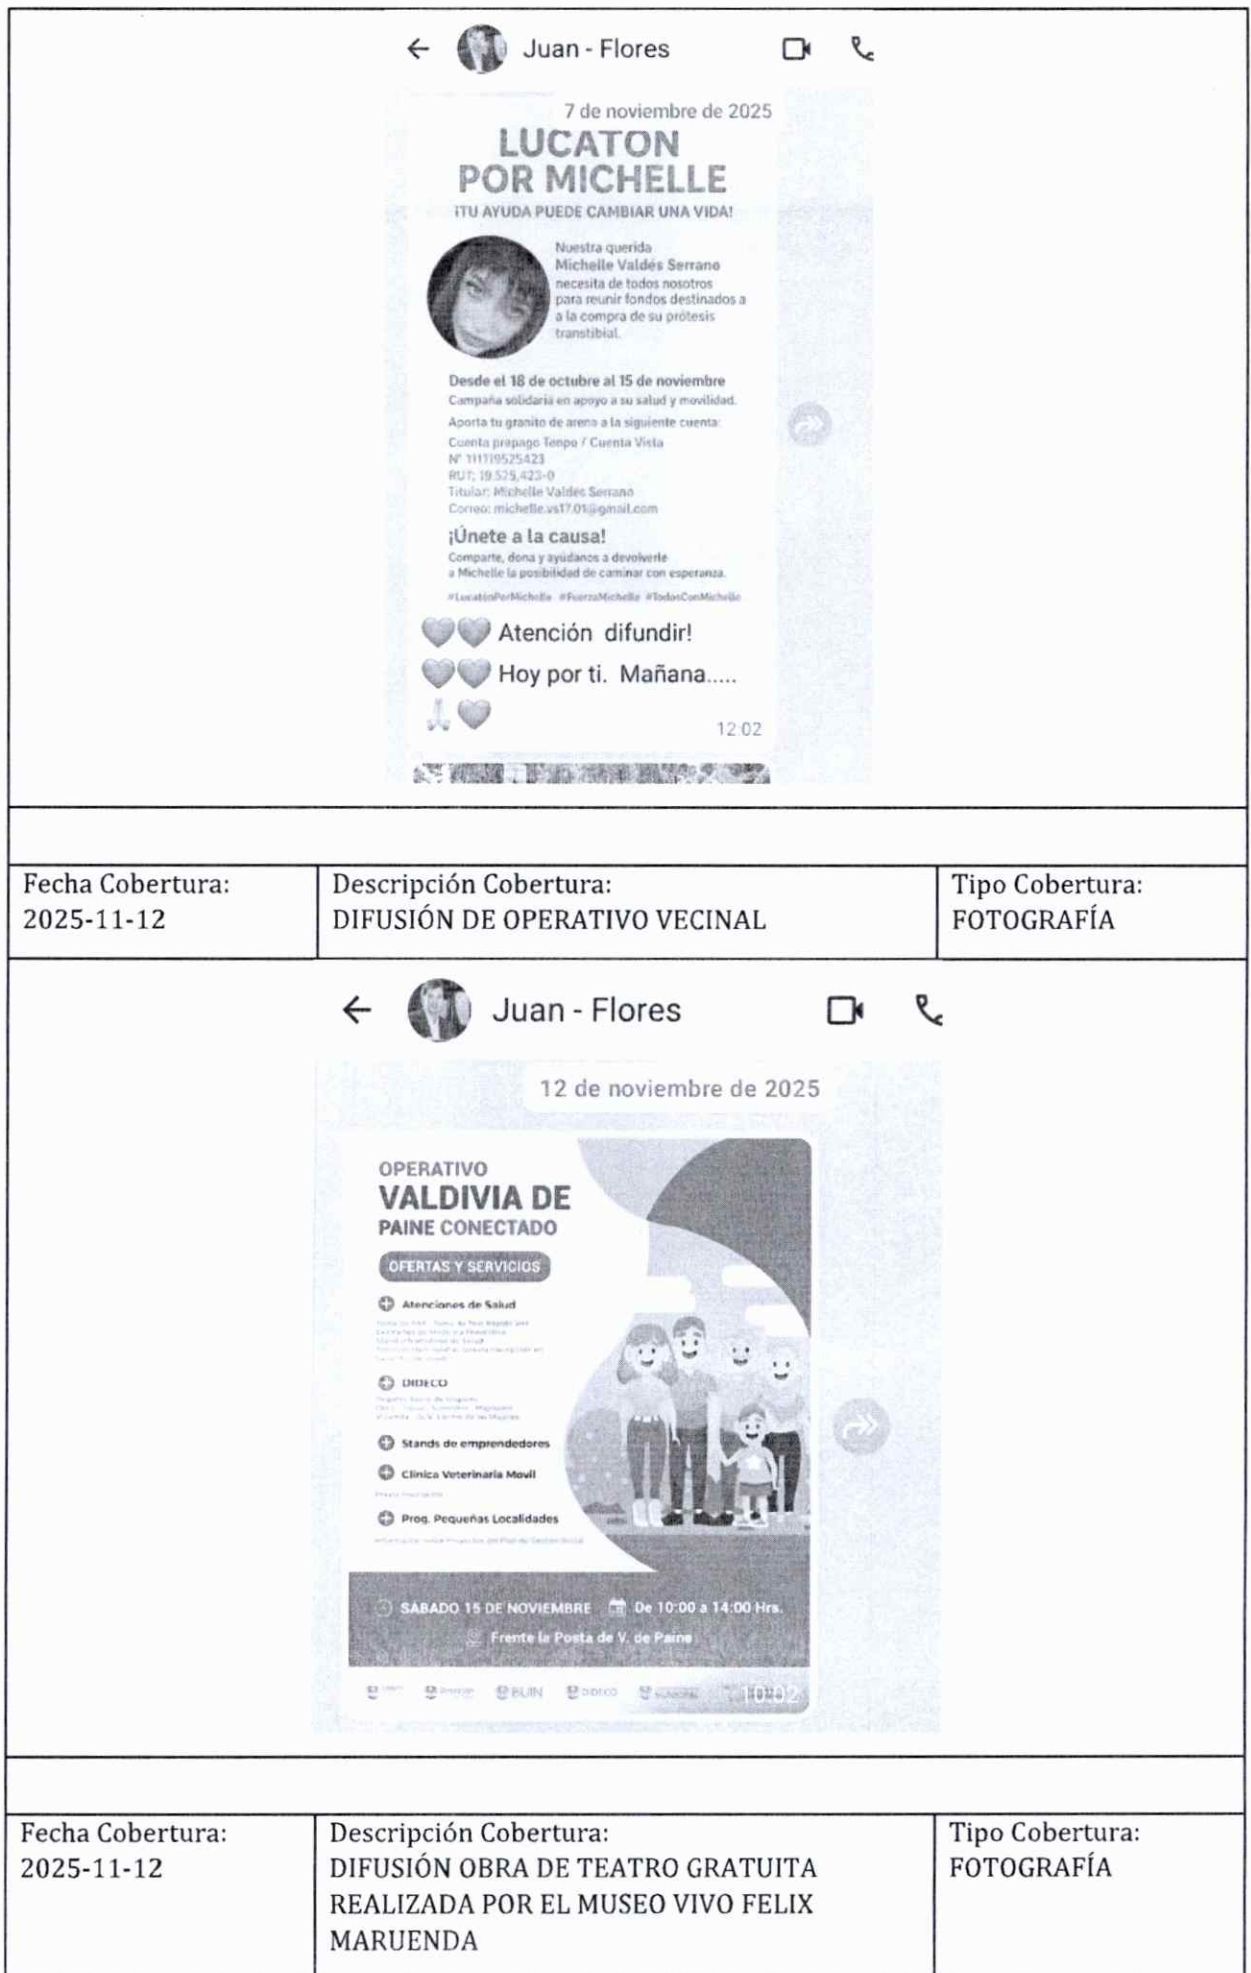 Juan - Flores
7 de noviembre de 2025
LUCATON
POR MICHELLE
¡TU AYUDA PUEDE CAMBIAR UNA VIDA!
Nuestra querida
Michelle Valdés Serrano
necesita de todos nosotros
para reunir fondos destinados a
a la compra de su prótesis
transtibial.
Desde el 18 de octubre al 15 de noviembre
Campaña solidaria en apoyo a su salud y movilidad.
Aporta tu granito de arena a la siguiente cuenta:
Cuenta prepago Tenpo / Cuenta Vista
N° 111119525423
RUT: 19.525.423-0
Titular: Michelle Valdés Serrano
Correo: michelle.vs17.01@gmail.com
¡Únete a la causa!
Comparte, dona y ayúdanos a devolverle
a Michelle la posibilidad de caminar con esperanza.
#LucatónPorMichelle #FuerzaMichelle #TodosConMichelle
Atención difundir!
Hoy por ti. Mañana.....
12:02
Fecha Cobertura:
2025-11-12
Descripción Cobertura:
DIFUSIÓN DE OPERATIVO VECINAL
Tipo Cobertura:
FOTOGRAFÍA
Juan - Flores
12 de noviembre de 2025
OPERATIVO
VALDIVIA DE
PAINE CONECTADO
OFERTAS Y SERVICIOS
Atenciones de Salud
DIDECO
Stands de emprendedores
Clínica Veterinaria Movil
Prog. Pequeñas Localidades
SÁBADO 15 DE NOVIEMBRE De 10:00 a 14:00 Hrs.
Frente la Posta de V. de Paine
BUIN DIDECO
10:02
Fecha Cobertura:
2025-11-12
Descripción Cobertura:
DIFUSIÓN OBRA DE TEATRO GRATUITA
REALIZADA POR EL MUSEO VIVO FELIX
MARUENDA
Tipo Cobertura:
FOTOGRAFÍA